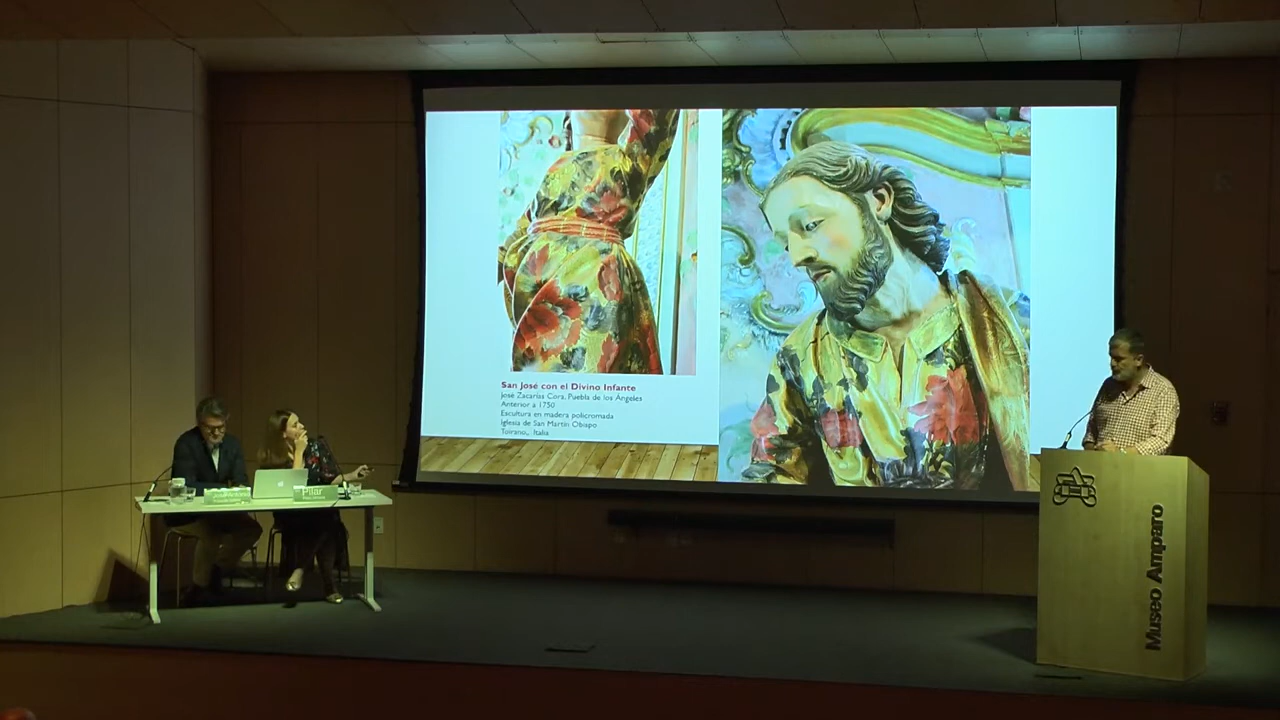 San José con el Divino Infante
José Zacarías Cora, Puebla de los Ángeles
Anterior a 1750
Escultura en madera policromada
Iglesia de San Martín Obispo
Toirano, Italia
Pilar
Museo Amparo